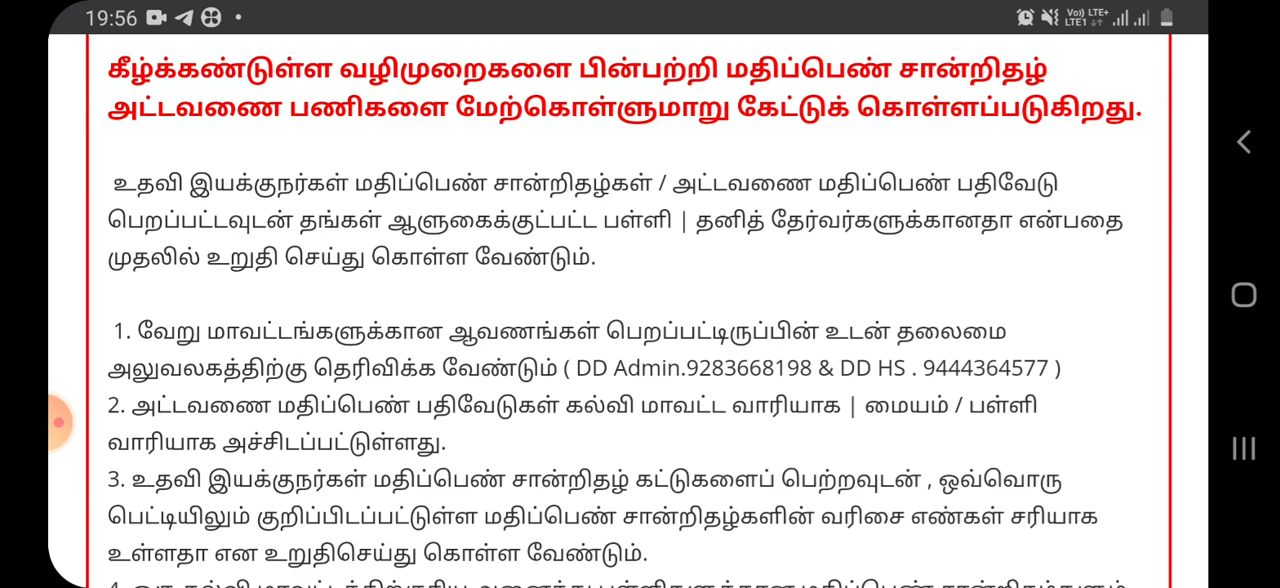 19:56
Vo) LTE+
LTE1
கீழ்க்கண்டுள்ள வழிமுறைகளை பின்பற்றி மதிப்பெண் சான்றிதழ்
அட்டவணை பணிகளை மேற்கொள்ளுமாறு கேட்டுக் கொள்ளப்படுகிறது.
உதவி இயக்குநர்கள் மதிப்பெண் சான்றிதழ்கள் / அட்டவணை மதிப்பெண் பதிவேடு
பெறப்பட்டவுடன் தங்கள் ஆளுகைக்குட்பட்ட பள்ளி | தனித் தேர்வர்களுக்கானதா என்பதை
முதலில் உறுதி செய்து கொள்ள வேண்டும்.
1. வேறு மாவட்டங்களுக்கான ஆவணங்கள் பெறப்பட்டிருப்பின் உடன் தலைமை
அலுவலகத்திற்கு தெரிவிக்க வேண்டும் ( DD Admin.9283668198 & DD HS . 9444364577 )
2. அட்டவணை மதிப்பெண் பதிவேடுகள் கல்வி மாவட்ட வாரியாக | மையம் / பள்ளி
வாரியாக அச்சிடப்பட்டுள்ளது.
3. உதவி இயக்குநர்கள் மதிப்பெண் சான்றிதழ் கட்டுகளைப் பெற்றவுடன் , ஒவ்வொரு
பெட்டியிலும் குறிப்பிடப்பட்டுள்ள மதிப்பெண் சான்றிதழ்களின் வரிசை எண்கள் சரியாக
உள்ளதா என உறுதிசெய்து கொள்ள வேண்டும்.